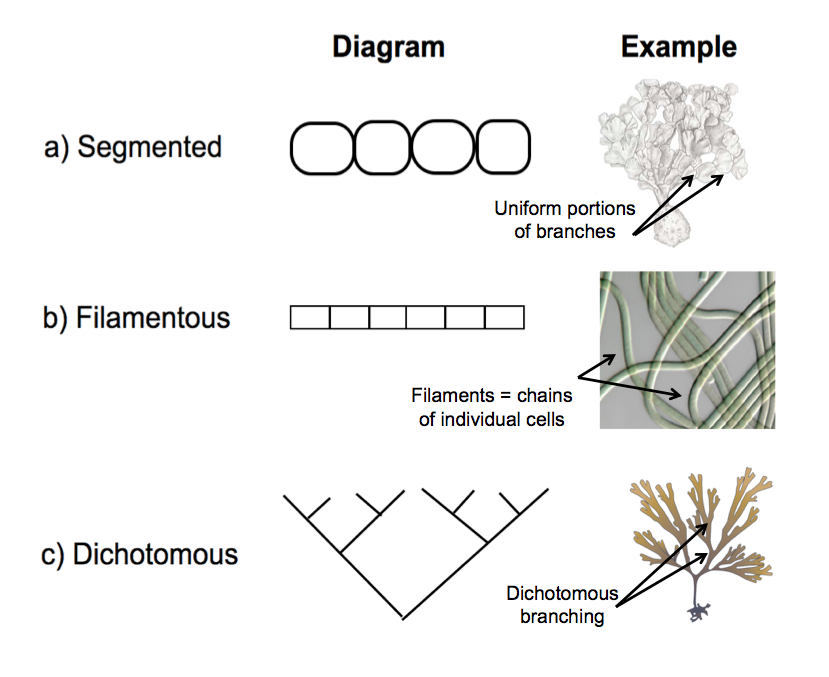 Diagram Example
a) Segmented
Uniform portions
of branches
b) Filamentous
Filaments = chains
of individual cells
c) Dichotomous
Dichotomous
branching